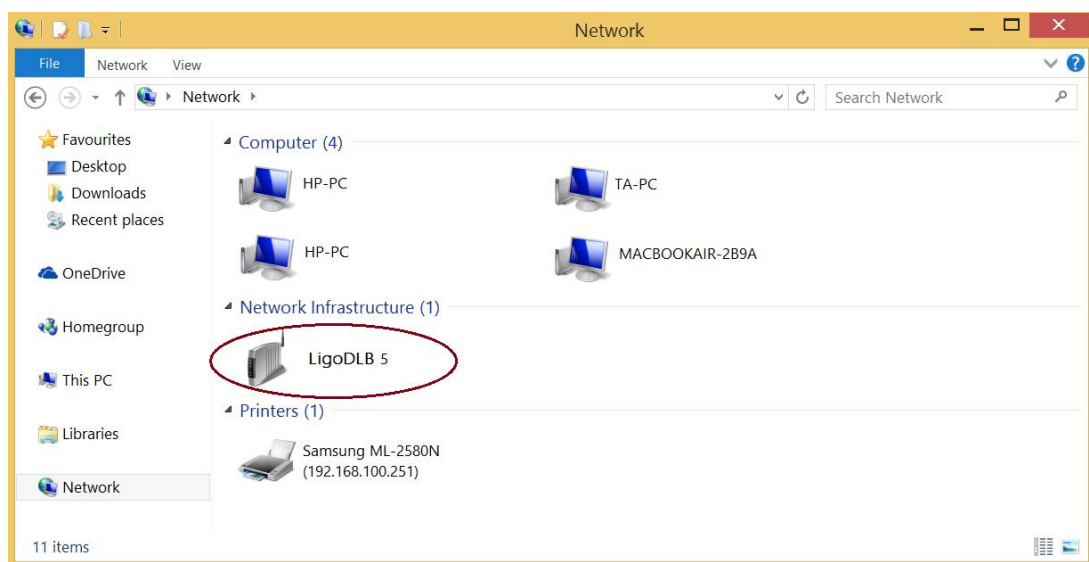 Network
File Network View
Network
Search Network
Favourites
Desktop
Downloads
Recent places
OneDrive
Homegroup
This PC
Libraries
Network
Computer (4)
HP-PC
TA-PC
HP-PC
MACBOOKAIR-2B9A
Network Infrastructure (1)
LigoDLB 5
Printers (1)
Samsung ML-2580N
(192.168.100.251)
11 items